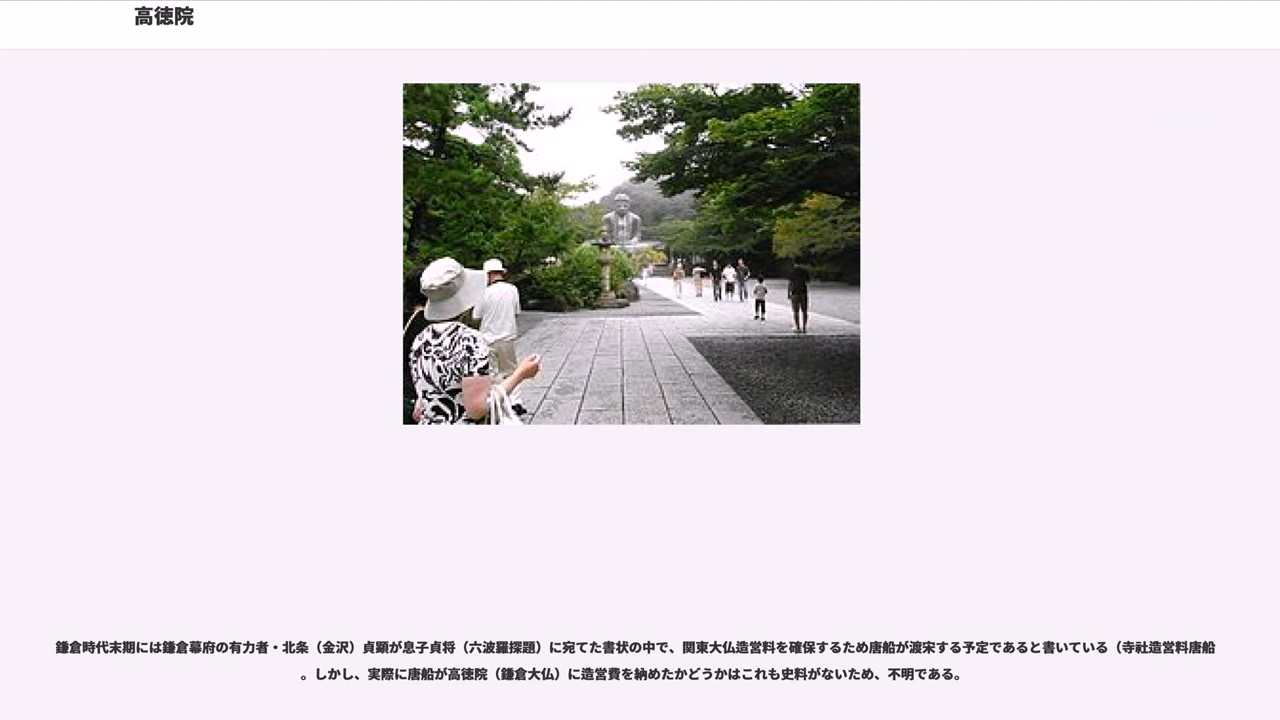 高徳院
鎌倉時代末期には鎌倉幕府の有力者・北条（金沢）貞顕が息子貞将（六波羅探題）に宛てた書状の中で、関東大仏造営料を確保するため唐船が渡宋する予定であると書いている（寺社造営料唐船
。しかし、実際に唐船が高徳院（鎌倉大仏）に造営費を納めたかどうかはこれも史料がないため、不明である。